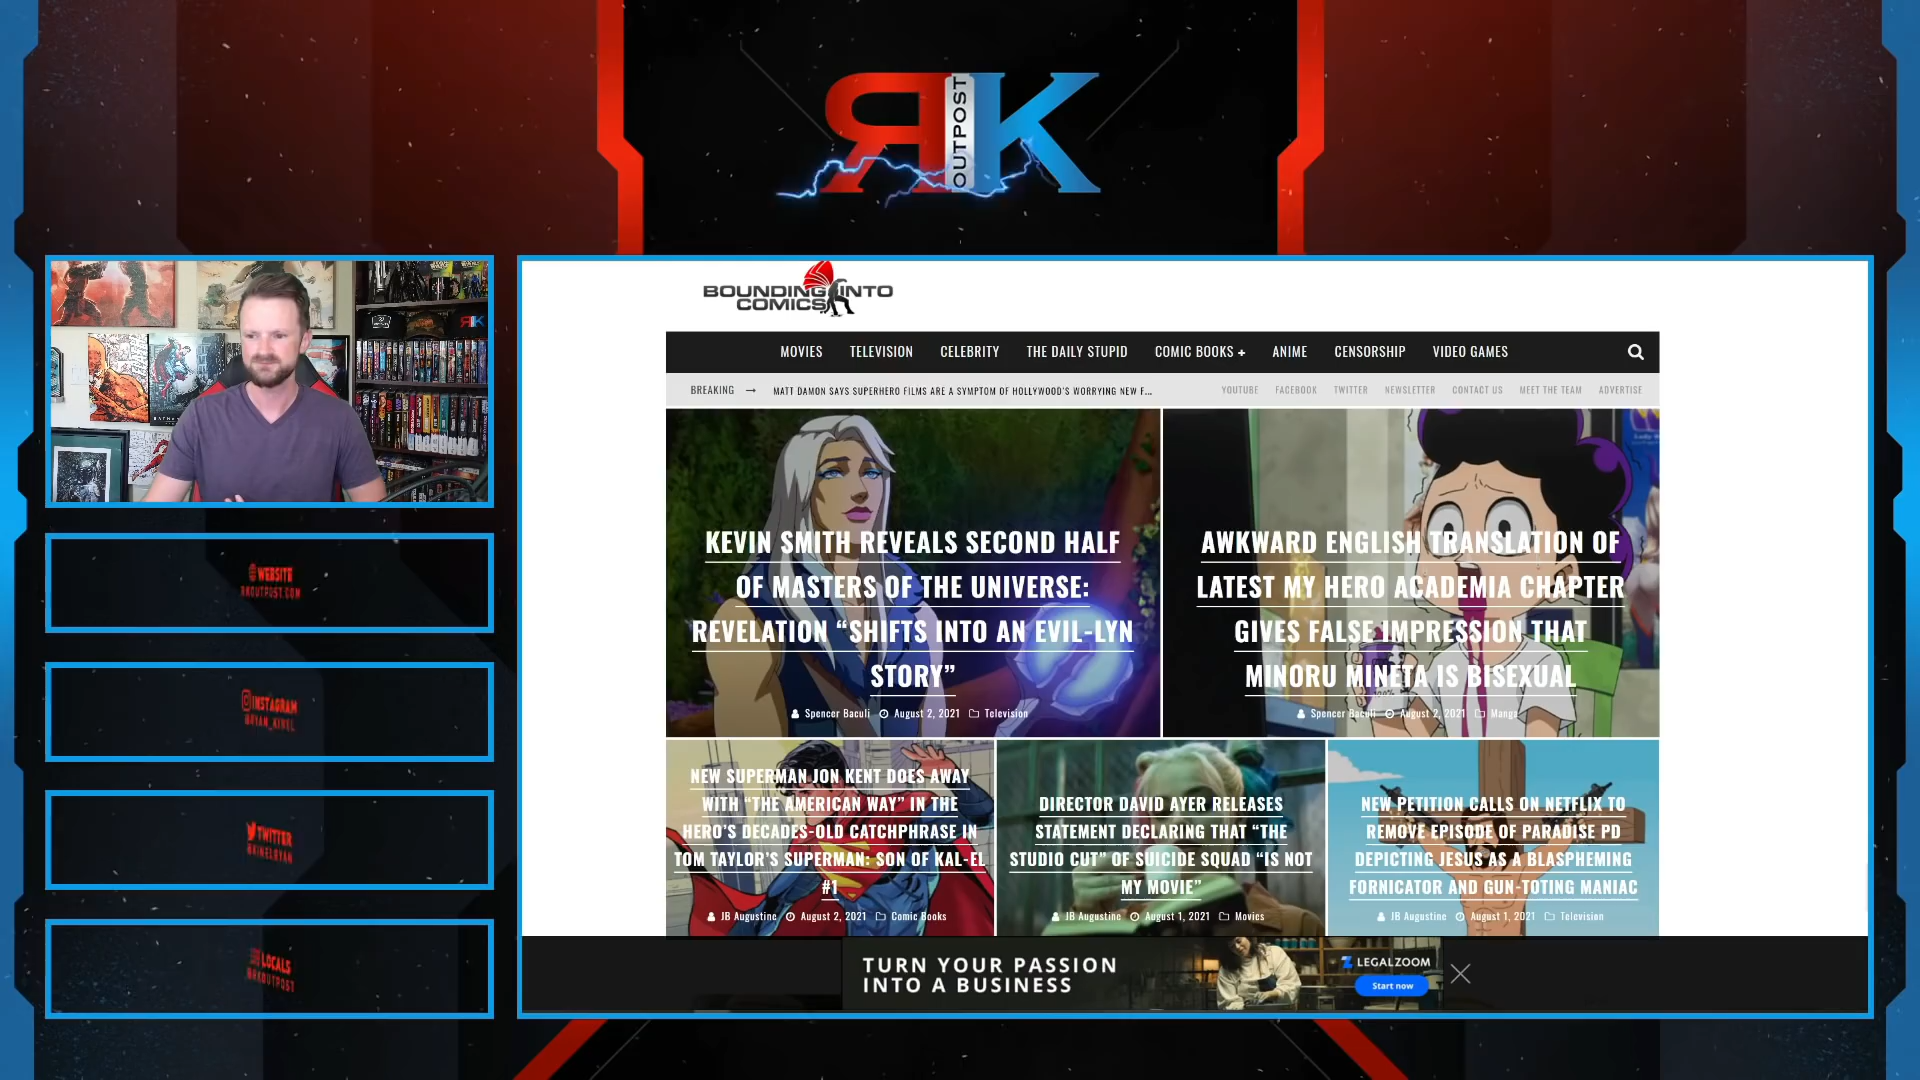 RK
OUTPOST
BOUNDING INTO
COMICS
MOVIES TELEVISION CELEBRITY THE DAILY STUPID COMIC BOOKS + ANIME CENSORSHIP VIDEO GAMES
BREAKING → MATT DAMON SAYS SUPERHERO FILMS ARE A SYMPTOM OF HOLLYWOOD'S WORRYING NEW F... YOUTUBE FACEBOOK TWITTER NEWSLETTER CONTACT US MEET THE TEAM ADVERTISE
KEVIN SMITH REVEALS SECOND HALF
OF MASTERS OF THE UNIVERSE:
REVELATION “SHIFTS INTO AN EVIL-LYN
STORY”
Spencer Baculi August 2, 2021 Television
AWKWARD ENGLISH TRANSLATION OF
LATEST MY HERO ACADEMIA CHAPTER
GIVES FALSE IMPRESSION THAT
MINORU MINETA IS BISEXUAL
Spencer Baculi August 2, 2021 Manga
NEW SUPERMAN JON KENT DOES AWAY
WITH “THE AMERICAN WAY” IN THE
HERO'S DECADES-OLD CATCHPHRASE IN
TOM TAYLOR'S SUPERMAN: SON OF KAL-EL
#1
JB Augustine August 2, 2021 Comic Books
DIRECTOR DAVID AYER RELEASES
STATEMENT DECLARING THAT “THE
STUDIO CUT” OF SUICIDE SQUAD “IS NOT
MY MOVIE”
JB Augustine August 1, 2021 Movies
NEW PETITION CALLS ON NETFLIX TO
REMOVE EPISODE OF PARADISE PD
DEPICTING JESUS AS A BLASPHEMING
FORNICATOR AND GUN-TOTING MANIAC
JB Augustine August 1, 2021 Television
TURN YOUR PASSION
INTO A BUSINESS
LEGALZOOM
Start now
WEBSITE
RKOUTPOST.COM
INSTAGRAM
@RYAN_KINEL
TWITTER
@KINELRYAN
LOCALS
@RKOUTPOST